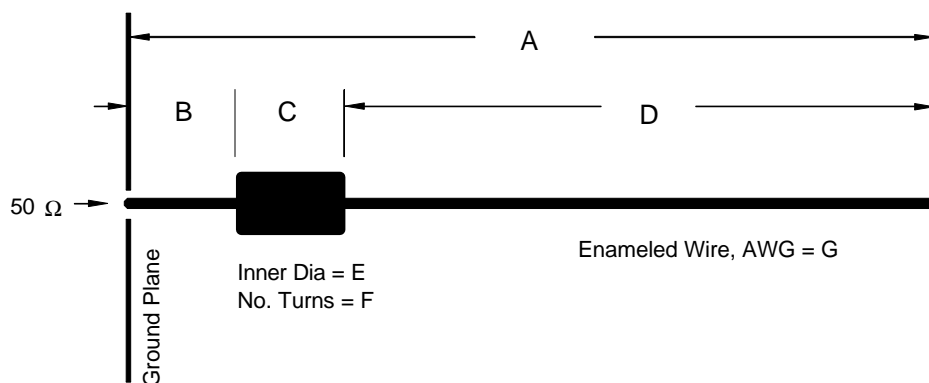 A
B
C
D
50 Ω
Enameled Wire, AWG = G
Inner Dia = E
No. Turns = F
Ground Plane